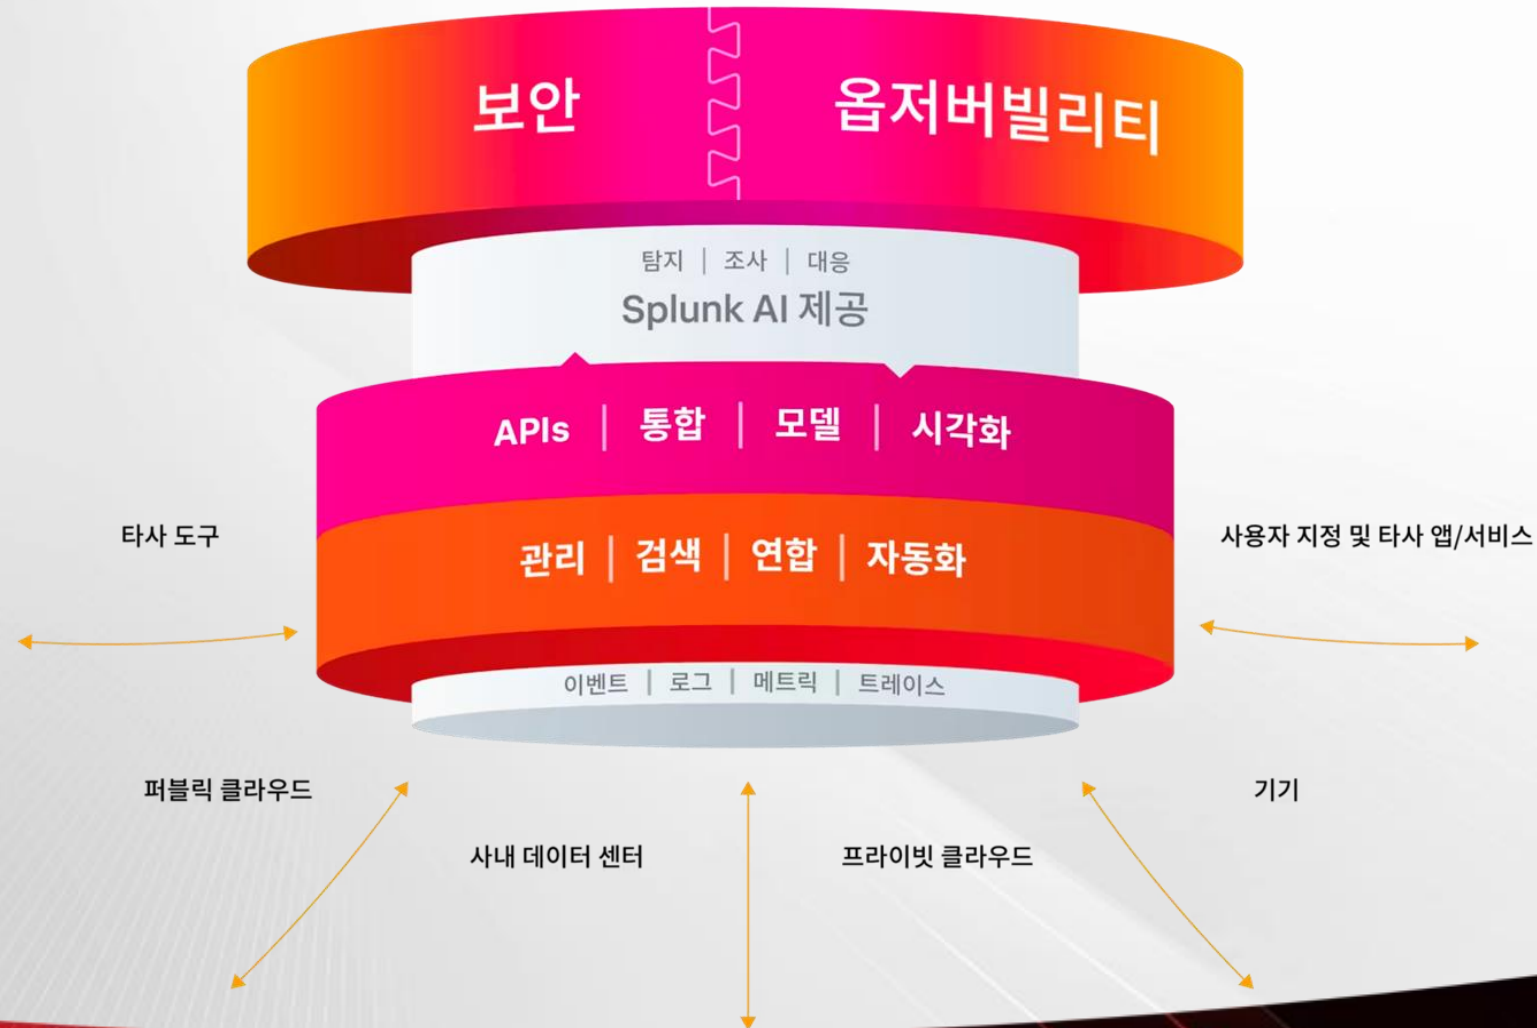 보안 옵저버빌리티
탐지 | 조사 | 대응
Splunk AI 제공
APIs | 통합 | 모델 | 시각화
타사 도구
관리 | 검색 | 연합 | 자동화
사용자 지정 및 타사 앱/서비스
이벤트 | 로그 | 메트릭 | 트레이스
퍼블릭 클라우드
기기
사내 데이터 센터
프라이빗 클라우드